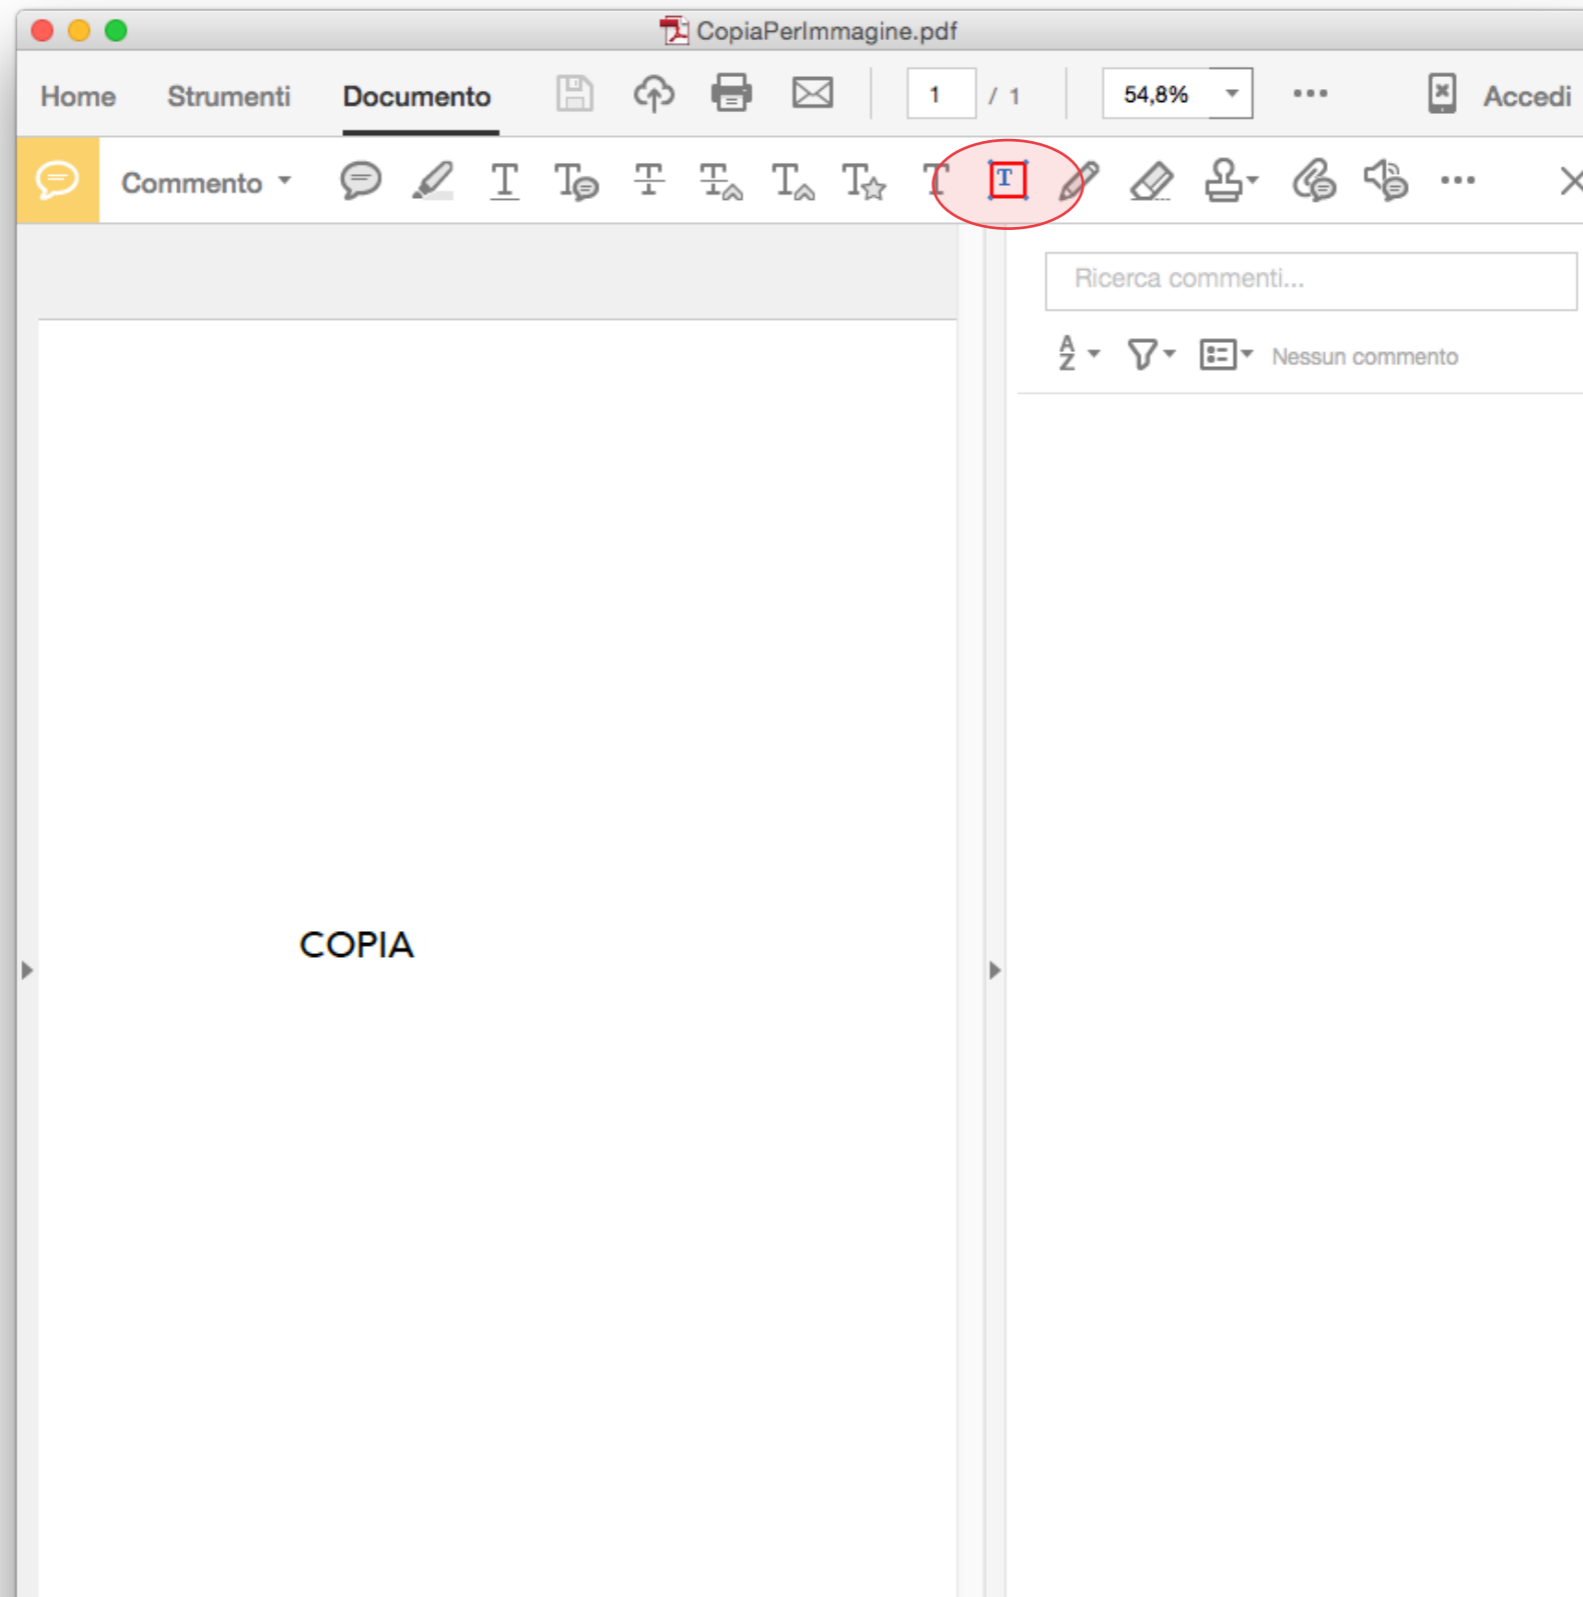 CopiaPerImmagine.pdf
Home Strumenti Documento 1 / 1 54,8% Accedi
Commento
Ricerca commenti...
Nessun commento
COPIA